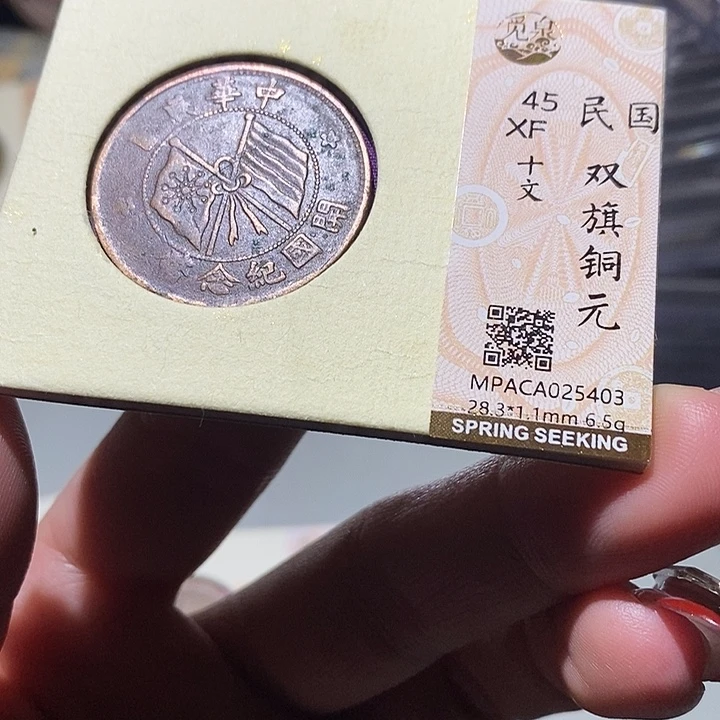 中華民
開國紀念
觅泉
45
XF
十文
民国
双旗铜元
MPACA025403
28.3*1.1mm 6.5g
SPRING SEEKING